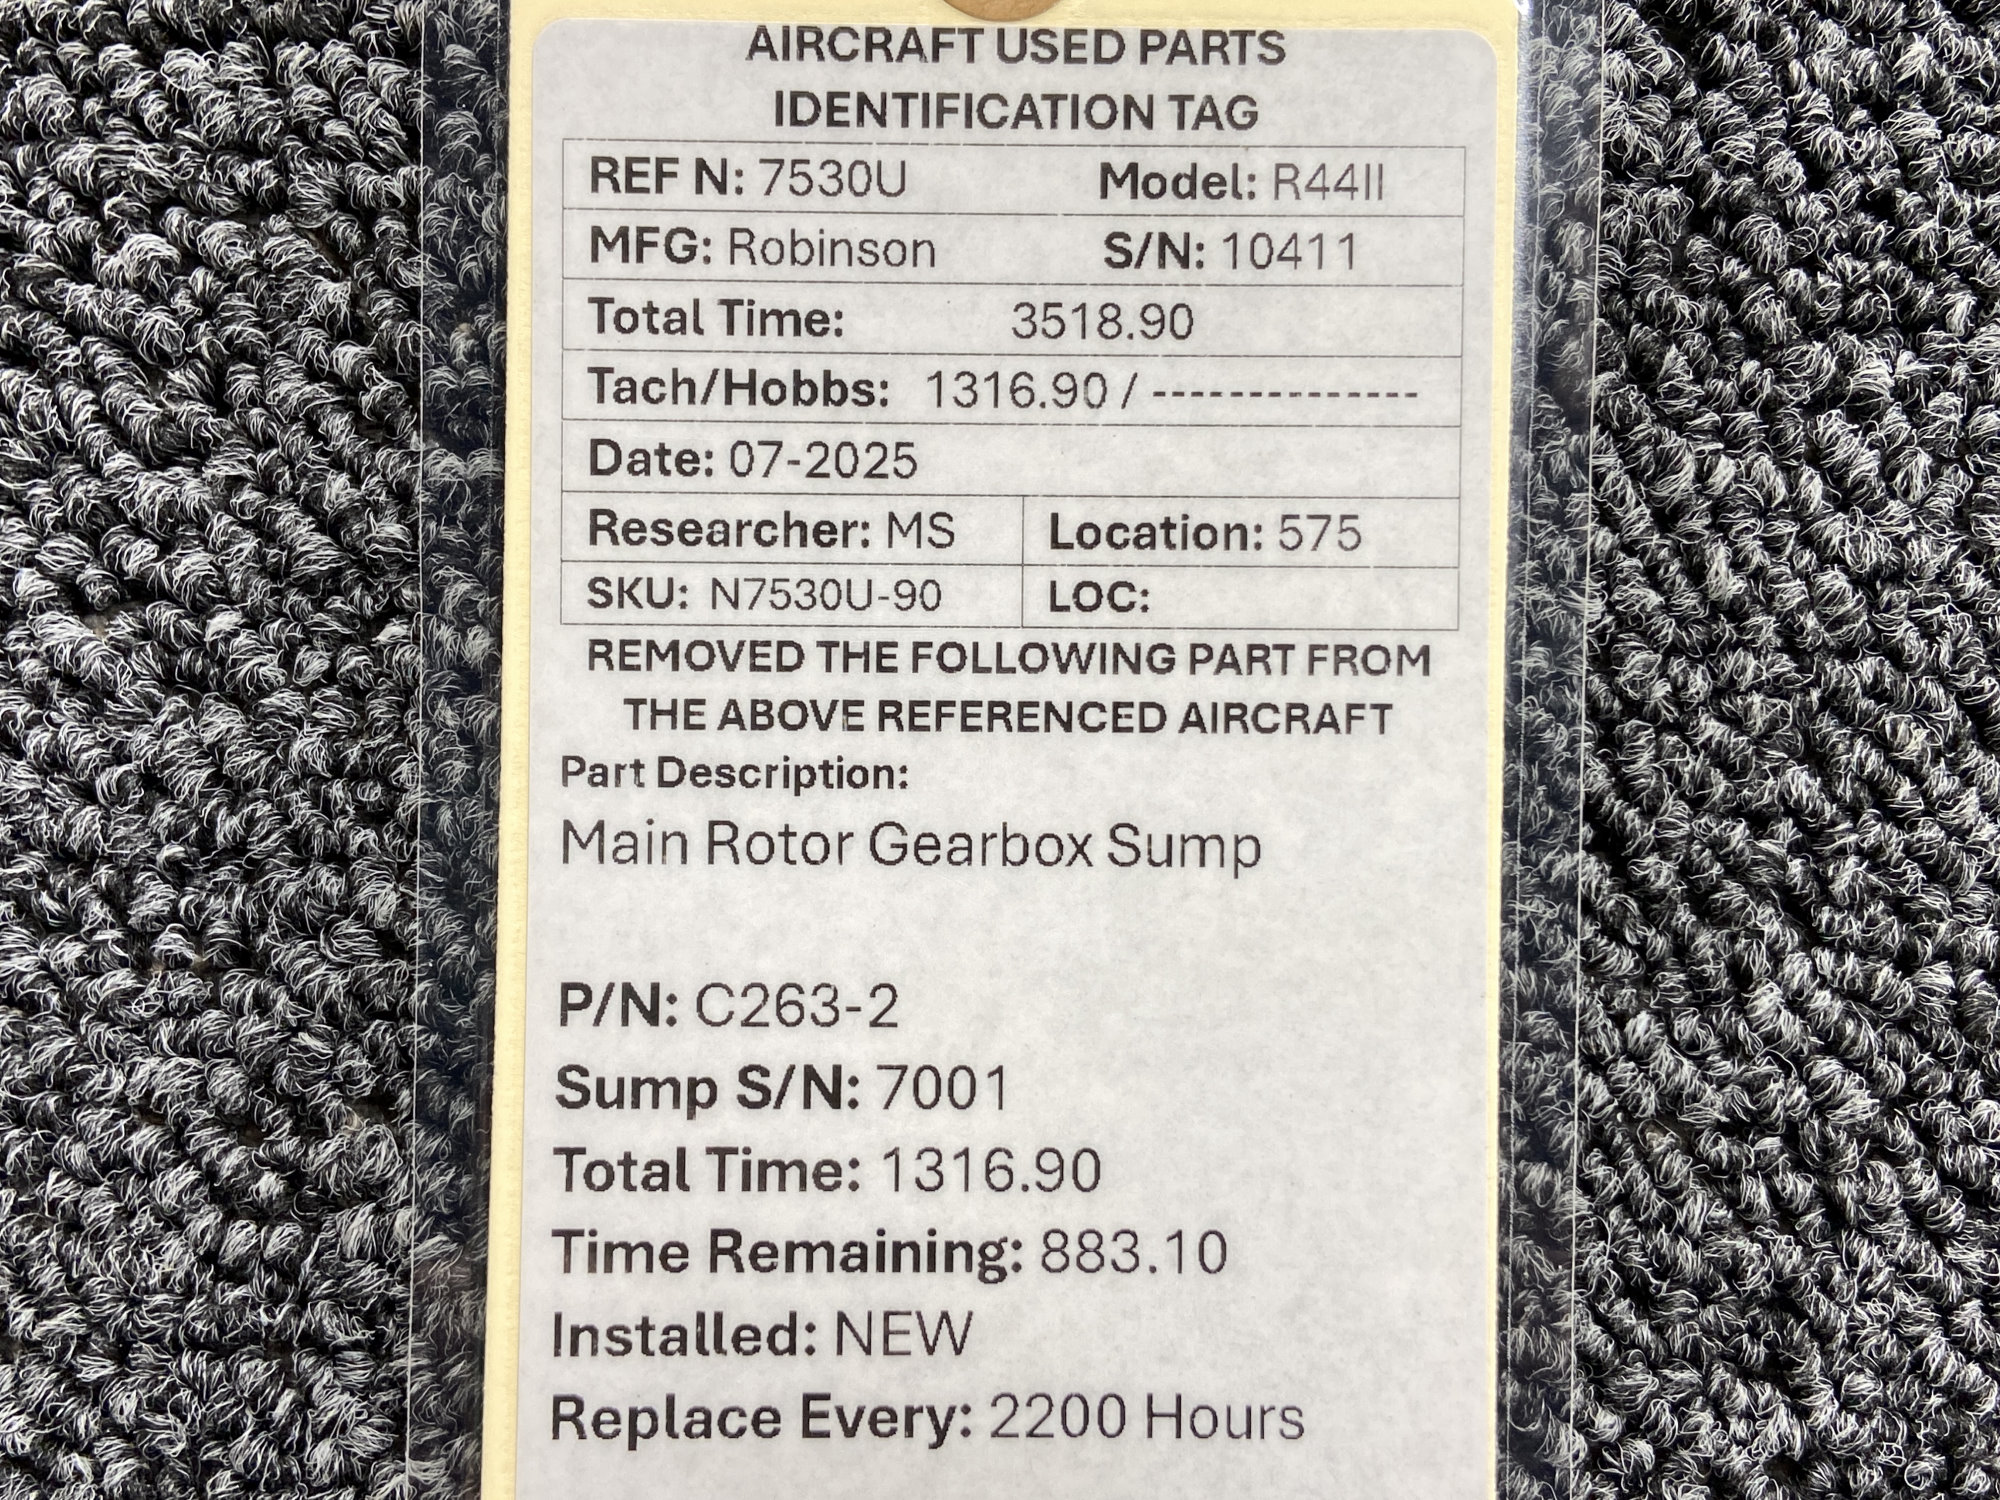 AIRCRAFT USED PARTS
IDENTIFICATION TAG
REF N: 7530U Model: R44II
MFG: Robinson S/N: 10411
Total Time: 3518.90
Tach/Hobbs: 1316.90 / --------------
Date: 07-2025
Researcher: MS Location: 575
SKU: N7530U-90 LOC:
REMOVED THE FOLLOWING PART FROM
THE ABOVE REFERENCED AIRCRAFT
Part Description:
Main Rotor Gearbox Sump
P/N: C263-2
Sump S/N: 7001
Total Time: 1316.90
Time Remaining: 883.10
Installed: NEW
Replace Every: 2200 Hours